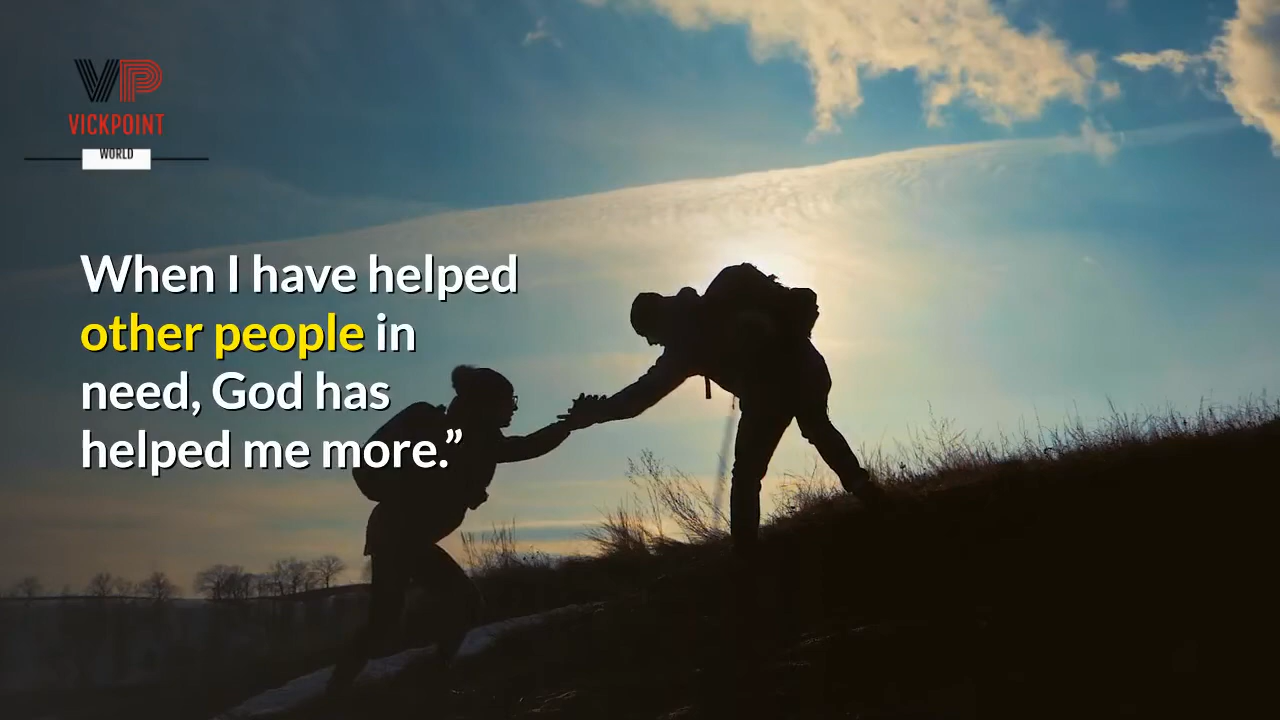 VP
VICKPOINT
WORLD
When I have helped
other people in
need, God has
helped me more.”